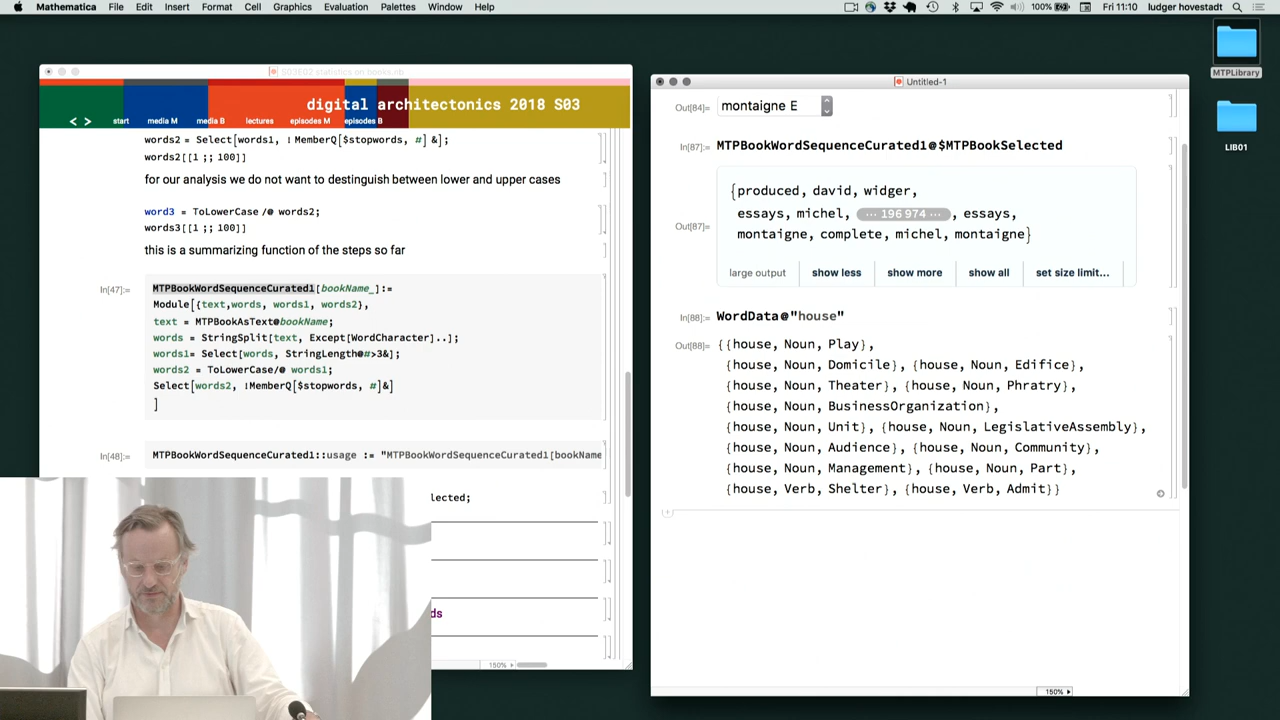 Mathematica File Edit Insert Format Cell Graphics Evaluation Palettes Window Help
100% Fri 11:10 ludger hovestadt
MTPLibrary
LIB01
S03E02 statistics on books.nb
digital architectonics 2018 S03
< > start media M media B lectures episodes M episodes B
words2 = Select[words1, ! MemberQ[$stopwords, #] &];
words2[[1 ;; 100]]
for our analysis we do not want to destinguish between lower and upper cases
word3 = ToLowerCase /@ words2;
words3[[1 ;; 100]]
this is a summarizing function of the steps so far
In[47]:= MTPBookWordSequenceCurated1[bookName_]:=
Module[{text,words, words1, words2},
text = MTPBookAsText@bookName;
words = StringSplit[text, Except[WordCharacter]..];
words1= Select[words, StringLength@#>3&];
words2 = ToLowerCase/@ words1;
Select[words2, !MemberQ[$stopwords, #]&]
]
In[48]:= MTPBookWordSequenceCurated1::usage := "MTPBookWordSequenceCurated1[bookName
lected;
ds
150%
Untitled-1
Out[84]= montaigne E
In[87]:= MTPBookWordSequenceCurated1@$MTPBookSelected
{produced, david, widger,
essays, michel, ··· 196 974 ··· , essays,
Out[87]=
montaigne, complete, michel, montaigne}
large output show less show more show all set size limit...
In[88]:= WordData@"house"
Out[88]= {{house, Noun, Play},
{house, Noun, Domicile}, {house, Noun, Edifice},
{house, Noun, Theater}, {house, Noun, Phratry},
{house, Noun, BusinessOrganization},
{house, Noun, Unit}, {house, Noun, LegislativeAssembly},
{house, Noun, Audience}, {house, Noun, Community},
{house, Noun, Management}, {house, Noun, Part},
{house, Verb, Shelter}, {house, Verb, Admit}}
150%